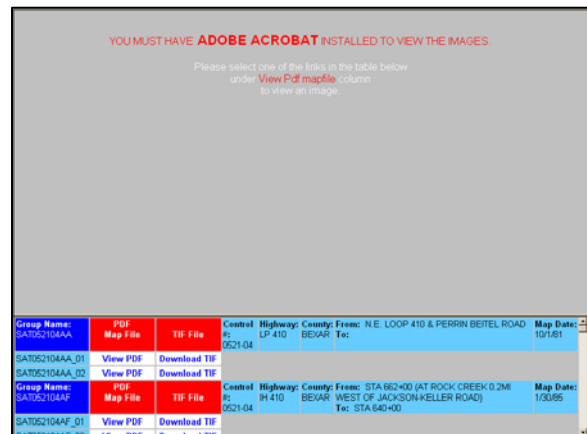 YOU MUST HAVE ADOBE ACROBAT INSTALLED TO VIEW THE IMAGES.
Please select one of the links in the table below
under View Pdf mapfile column
to view an image.
Group Name: PDF Control Highway: County: From: N.E. LOOP 410 & PERRIN BEITEL ROAD Map Date:
SAT052104AA Map File TIF File #: LP 410 BEXAR To: 10/1/81
0521-04
SAT052104AA_01 View PDF Download TIF
SAT052104AA_02 View PDF Download TIF
Group Name: PDF Control Highway: County: From: STA 662+00 (AT ROCK CREEK 0.2MI Map Date:
SAT052104AF Map File TIF File #: IH 410 BEXAR WEST OF JACKSON-KELLER ROAD) 1/30/85
0521-04 To: STA 640+00
SAT052104AF_01 View PDF Download TIF